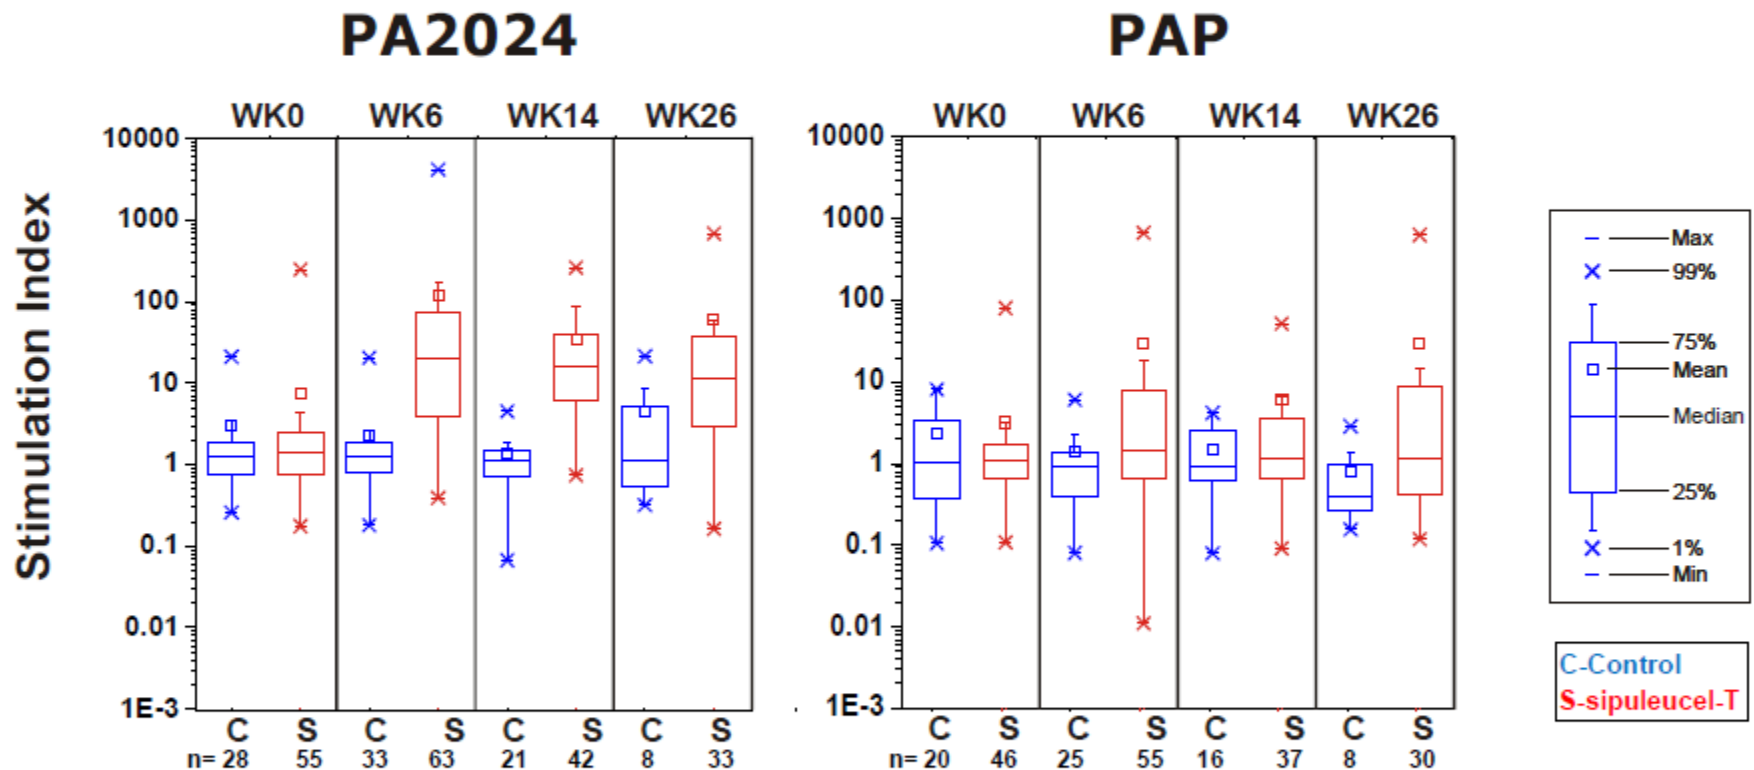 PA2024
PAP
Stimulation Index
WK0 WK6 WK14 WK26
10000
1000
100
10
1
0.1
0.01
1E-3
C S C S C S C S
n= 28 55 33 63 21 42 8 33
WK0 WK6 WK14 WK26
10000
1000
100
10
1
0.1
0.01
1E-3
C S C S C S C S
n= 20 46 25 55 16 37 8 30
Max
99%
75%
Mean
Median
25%
1%
Min
C-Control
S-sipuleucel-T